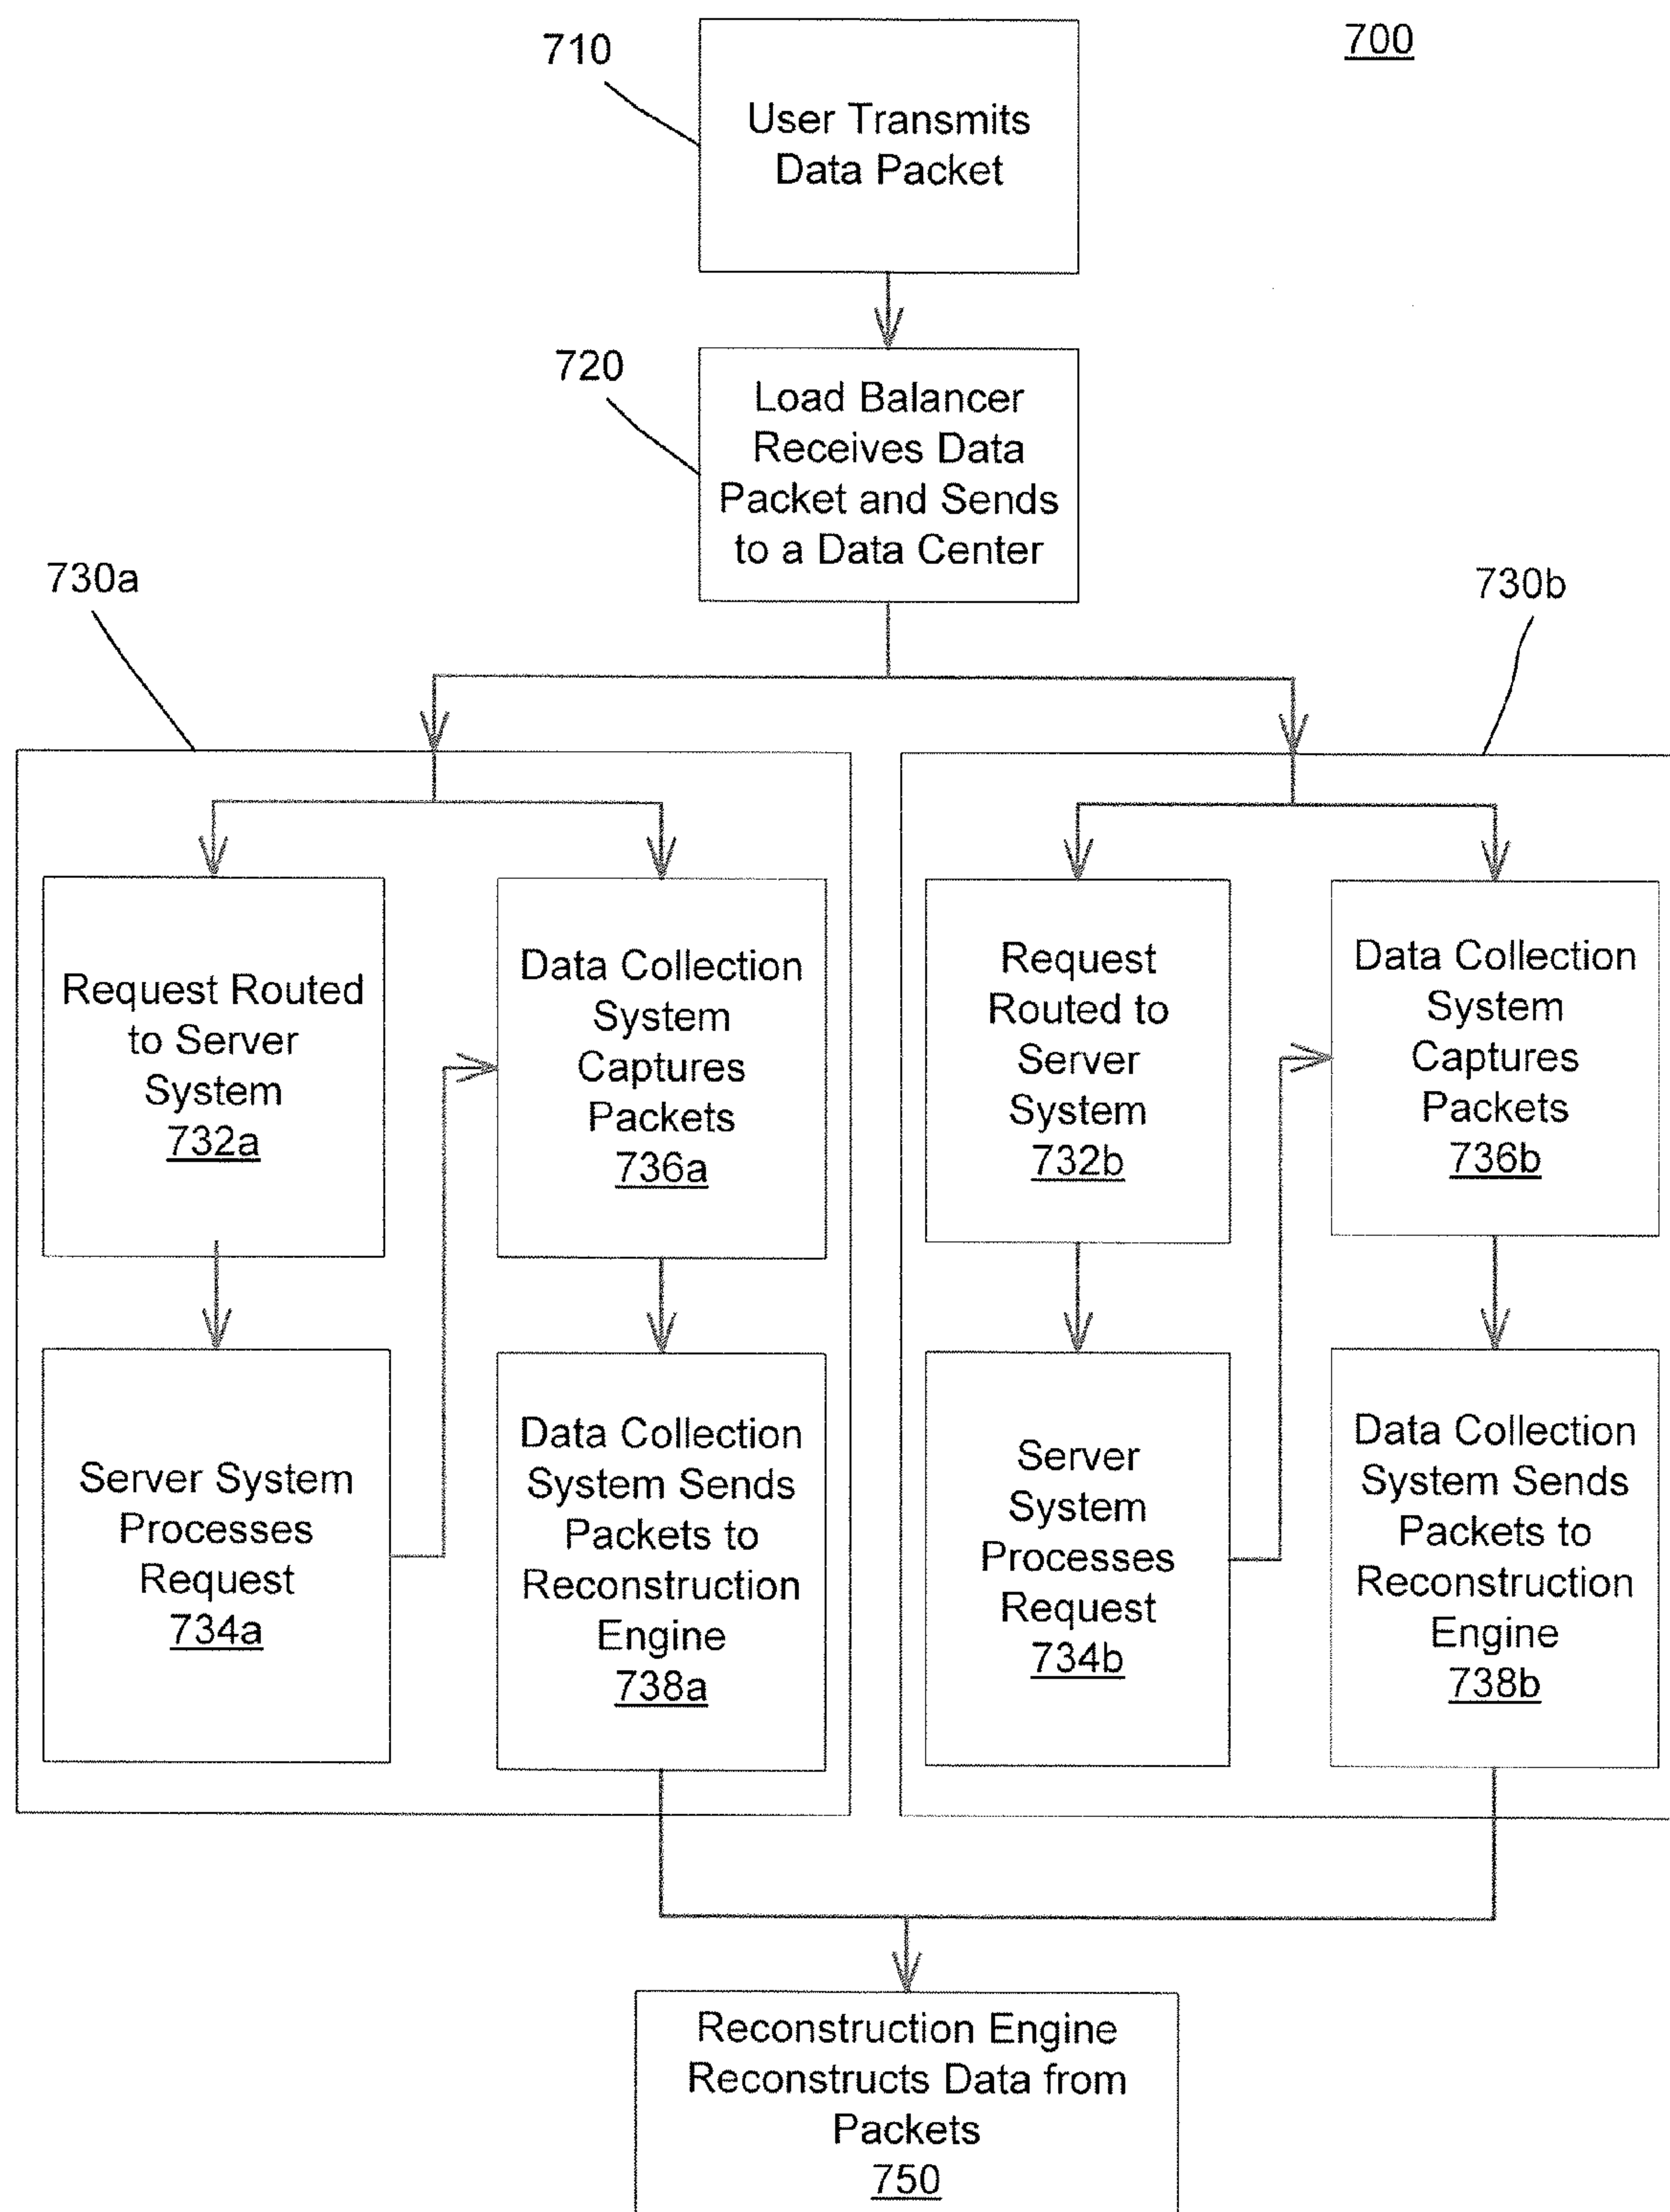 700
710
User Transmits
Data Packet
720
Load Balancer
Receives Data
Packet and Sends
to a Data Center
730a
730b
Request Routed
to Server
System
732a
Data Collection
System
Captures
Packets
736a
Request
Routed to
Server
System
732b
Data Collection
System
Captures
Packets
736b
Server System
Processes
Request
734a
Data Collection
System Sends
Packets to
Reconstruction
Engine
738a
Server
System
Processes
Request
734b
Data Collection
System Sends
Packets to
Reconstruction
Engine
738b
Reconstruction Engine
Reconstructs Data from
Packets
750